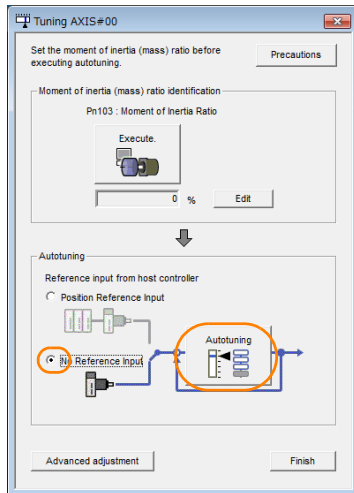 Tuning AXIS#00
Set the moment of inertia (mass) ratio before
executing autotuning.
Precautions
Moment of inertia (mass) ratio identification
Pn103 : Moment of Inertia Ratio
Execute.
0 %
Edit
Autotuning
Reference input from host controller
Position Reference Input
No Reference Input
Autotuning
Advanced adjustment
Finish